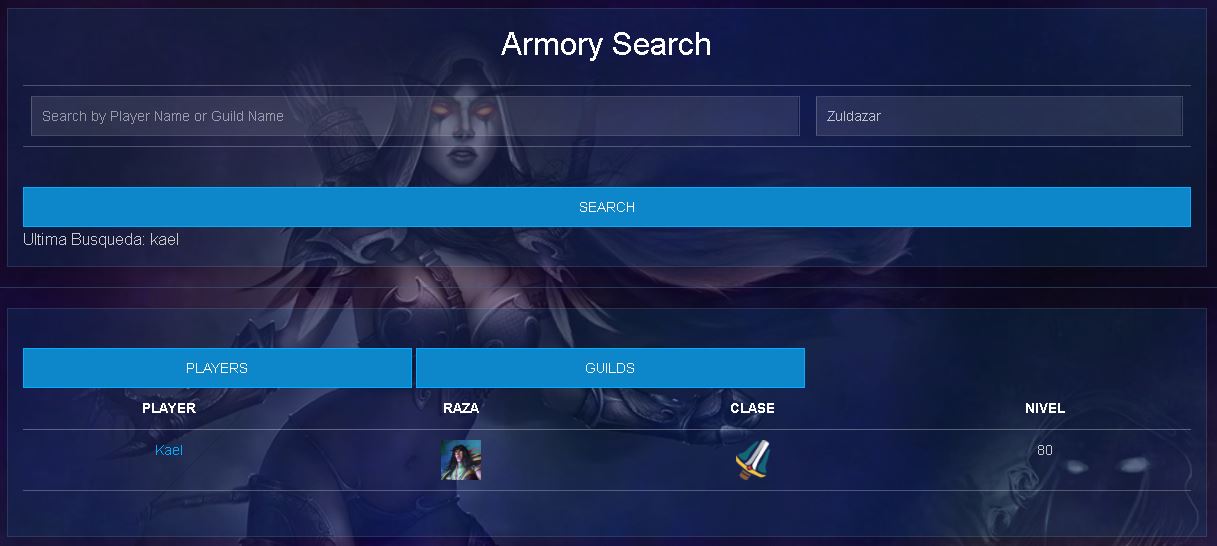 Armory Search
Search by Player Name or Guild Name
Zuldazar
SEARCH
Ultima Busqueda: kael
PLAYERS GUILDS
PLAYER RAZA CLASE NIVEL
Kael 80